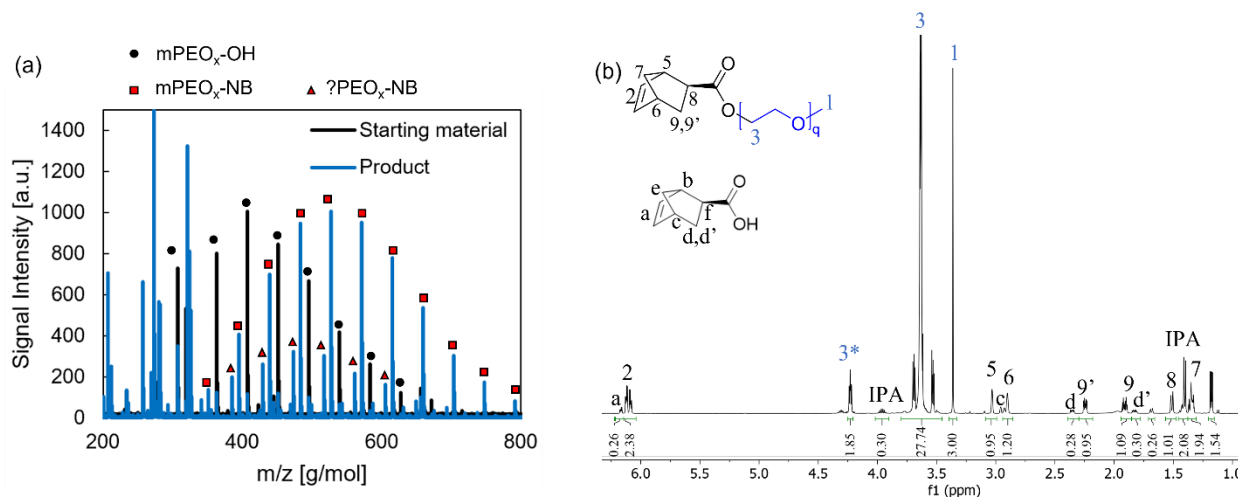 (a)
● mPEOx-OH
■ mPEOx-NB ▲ ?PEOx-NB
Starting material
Product
Signal Intensity [a.u.]
1400
1200
1000
800
600
400
200
0
200 400 600 800
m/z [g/mol]
(b)
7 5 O
2 8
6 O 1
9,9' 3 O q
e b O
a f
c OH
d,d'
3
1
2
a
3*
IPA
5
c 6
d 9'
9 d'
8
IPA
7
0.26
2.38
1.85
0.30
27.74
3.00
0.95
1.20
0.28
0.95
1.09
0.30
0.26
1.01
2.08
1.94
1.54
6.0 5.5 5.0 4.5 4.0 3.5 3.0 2.5 2.0 1.5 1.0
f1 (ppm)